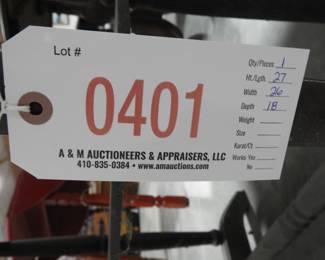 Lot #
0401
A & M AUCTIONEERS & APPRAISERS, LLC
410-835-0384 • www.amauctions.com
Qty/Pieces 1
Ht/Lgth 27
Width 26
Depth 18
Weight
Size
Karat/Ct
Works-Yes
No